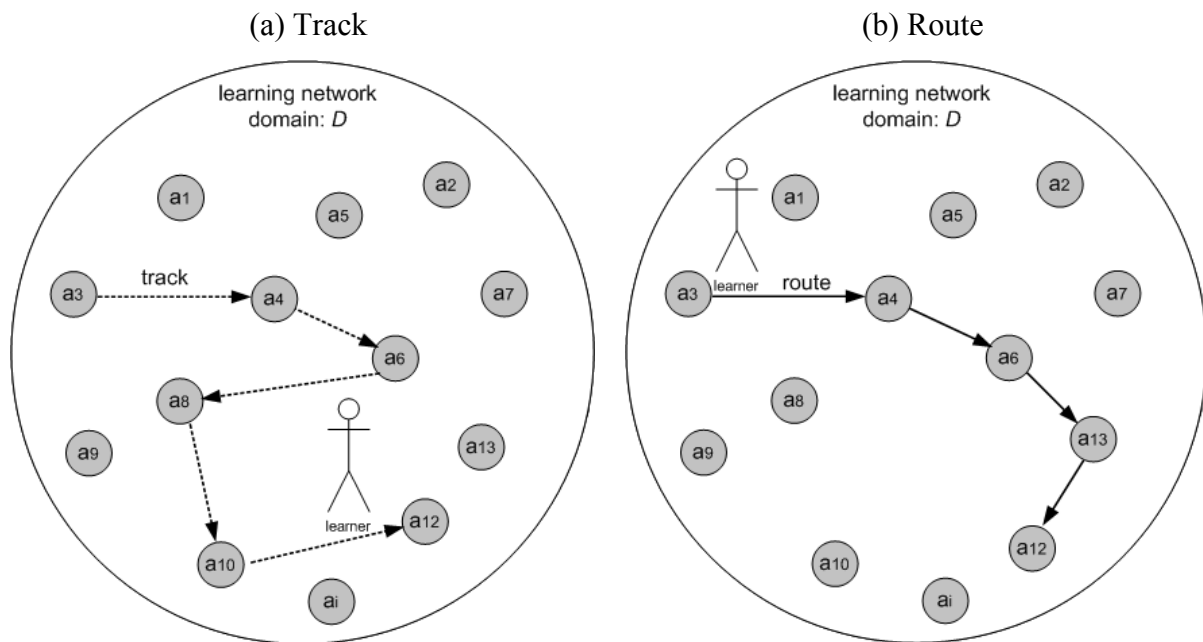 (a) Track
learning network
domain: D
a1
a5
a2
a3
track
a4
a7
a6
a8
a9
a13
learner
a12
a10
ai
(b) Route
learning network
domain: D
a1
a5
a2
a3
learner
route
a4
a7
a6
a8
a9
a13
a12
a10
ai